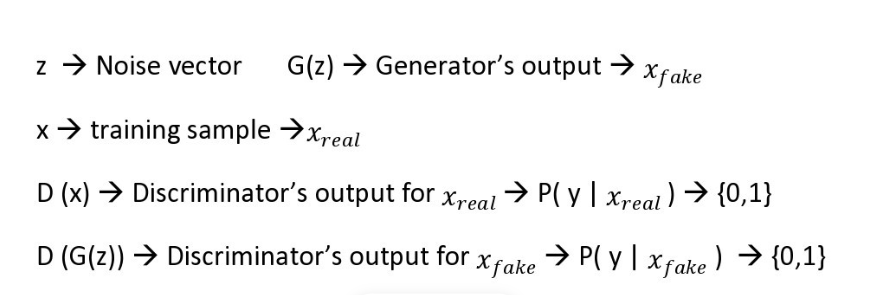 z → Noise vector G(z) → Generator's output → x_fake
x → training sample → x_real
D (x) → Discriminator's output for x_real → P( y | x_real ) → {0,1}
D (G(z)) → Discriminator's output for x_fake → P( y | x_fake ) → {0,1}